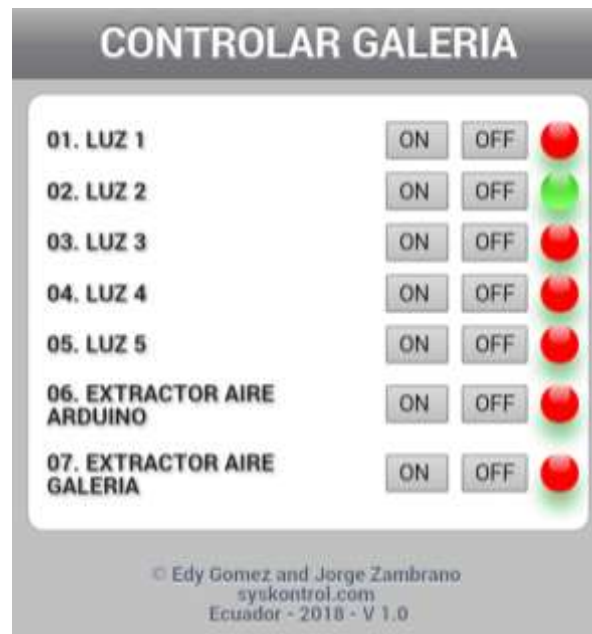 CONTROLAR GALERIA
01. LUZ 1 ON OFF
02. LUZ 2 ON OFF
03. LUZ 3 ON OFF
04. LUZ 4 ON OFF
05. LUZ 5 ON OFF
06. EXTRACTOR AIRE
ARDUINO ON OFF
07. EXTRACTOR AIRE
GALERIA ON OFF
© Edy Gomez and Jorge Zambrano
syskontrol.com
Ecuador - 2018 - V 1.0